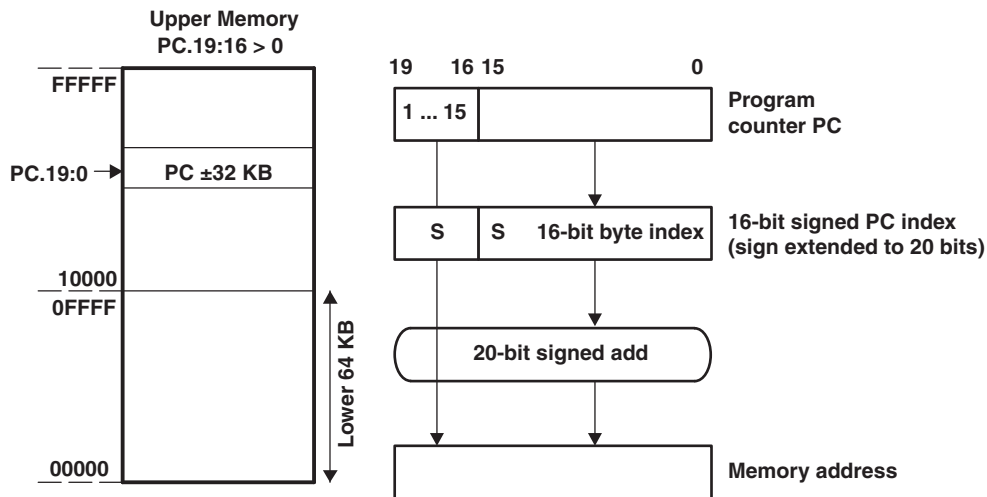 Upper Memory
PC.19:16 > 0
FFFFF
PC.19:0
PC ±32 KB
10000
0FFFF
Lower 64 KB
00000
19 16 15 0
1 ... 15
Program
counter PC
S S 16-bit byte index
16-bit signed PC index
(sign extended to 20 bits)
20-bit signed add
Memory address